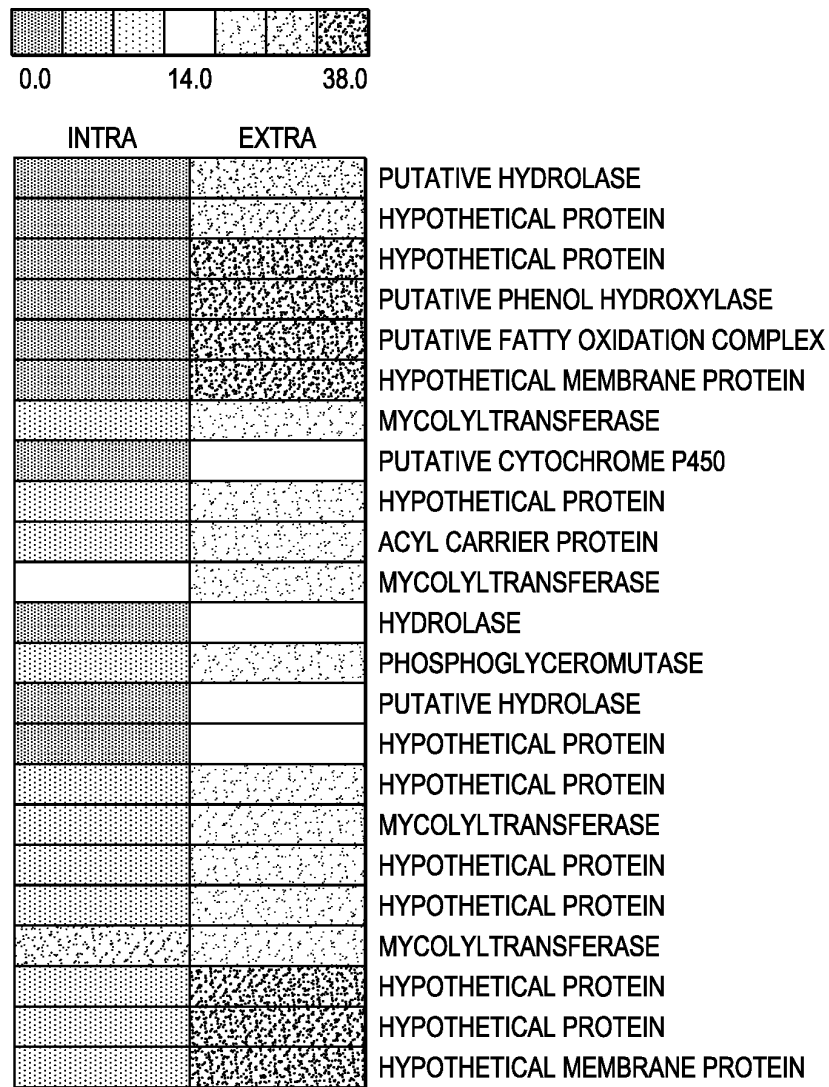 0.0 14.0 38.0
INTRA EXTRA
PUTATIVE HYDROLASE
HYPOTHETICAL PROTEIN
HYPOTHETICAL PROTEIN
PUTATIVE PHENOL HYDROXYLASE
PUTATIVE FATTY OXIDATION COMPLEX
HYPOTHETICAL MEMBRANE PROTEIN
MYCOLYLTRANSFERASE
PUTATIVE CYTOCHROME P450
HYPOTHETICAL PROTEIN
ACYL CARRIER PROTEIN
MYCOLYLTRANSFERASE
HYDROLASE
PHOSPHOGLYCEROMUTASE
PUTATIVE HYDROLASE
HYPOTHETICAL PROTEIN
HYPOTHETICAL PROTEIN
MYCOLYLTRANSFERASE
HYPOTHETICAL PROTEIN
HYPOTHETICAL PROTEIN
MYCOLYLTRANSFERASE
HYPOTHETICAL PROTEIN
HYPOTHETICAL PROTEIN
HYPOTHETICAL MEMBRANE PROTEIN